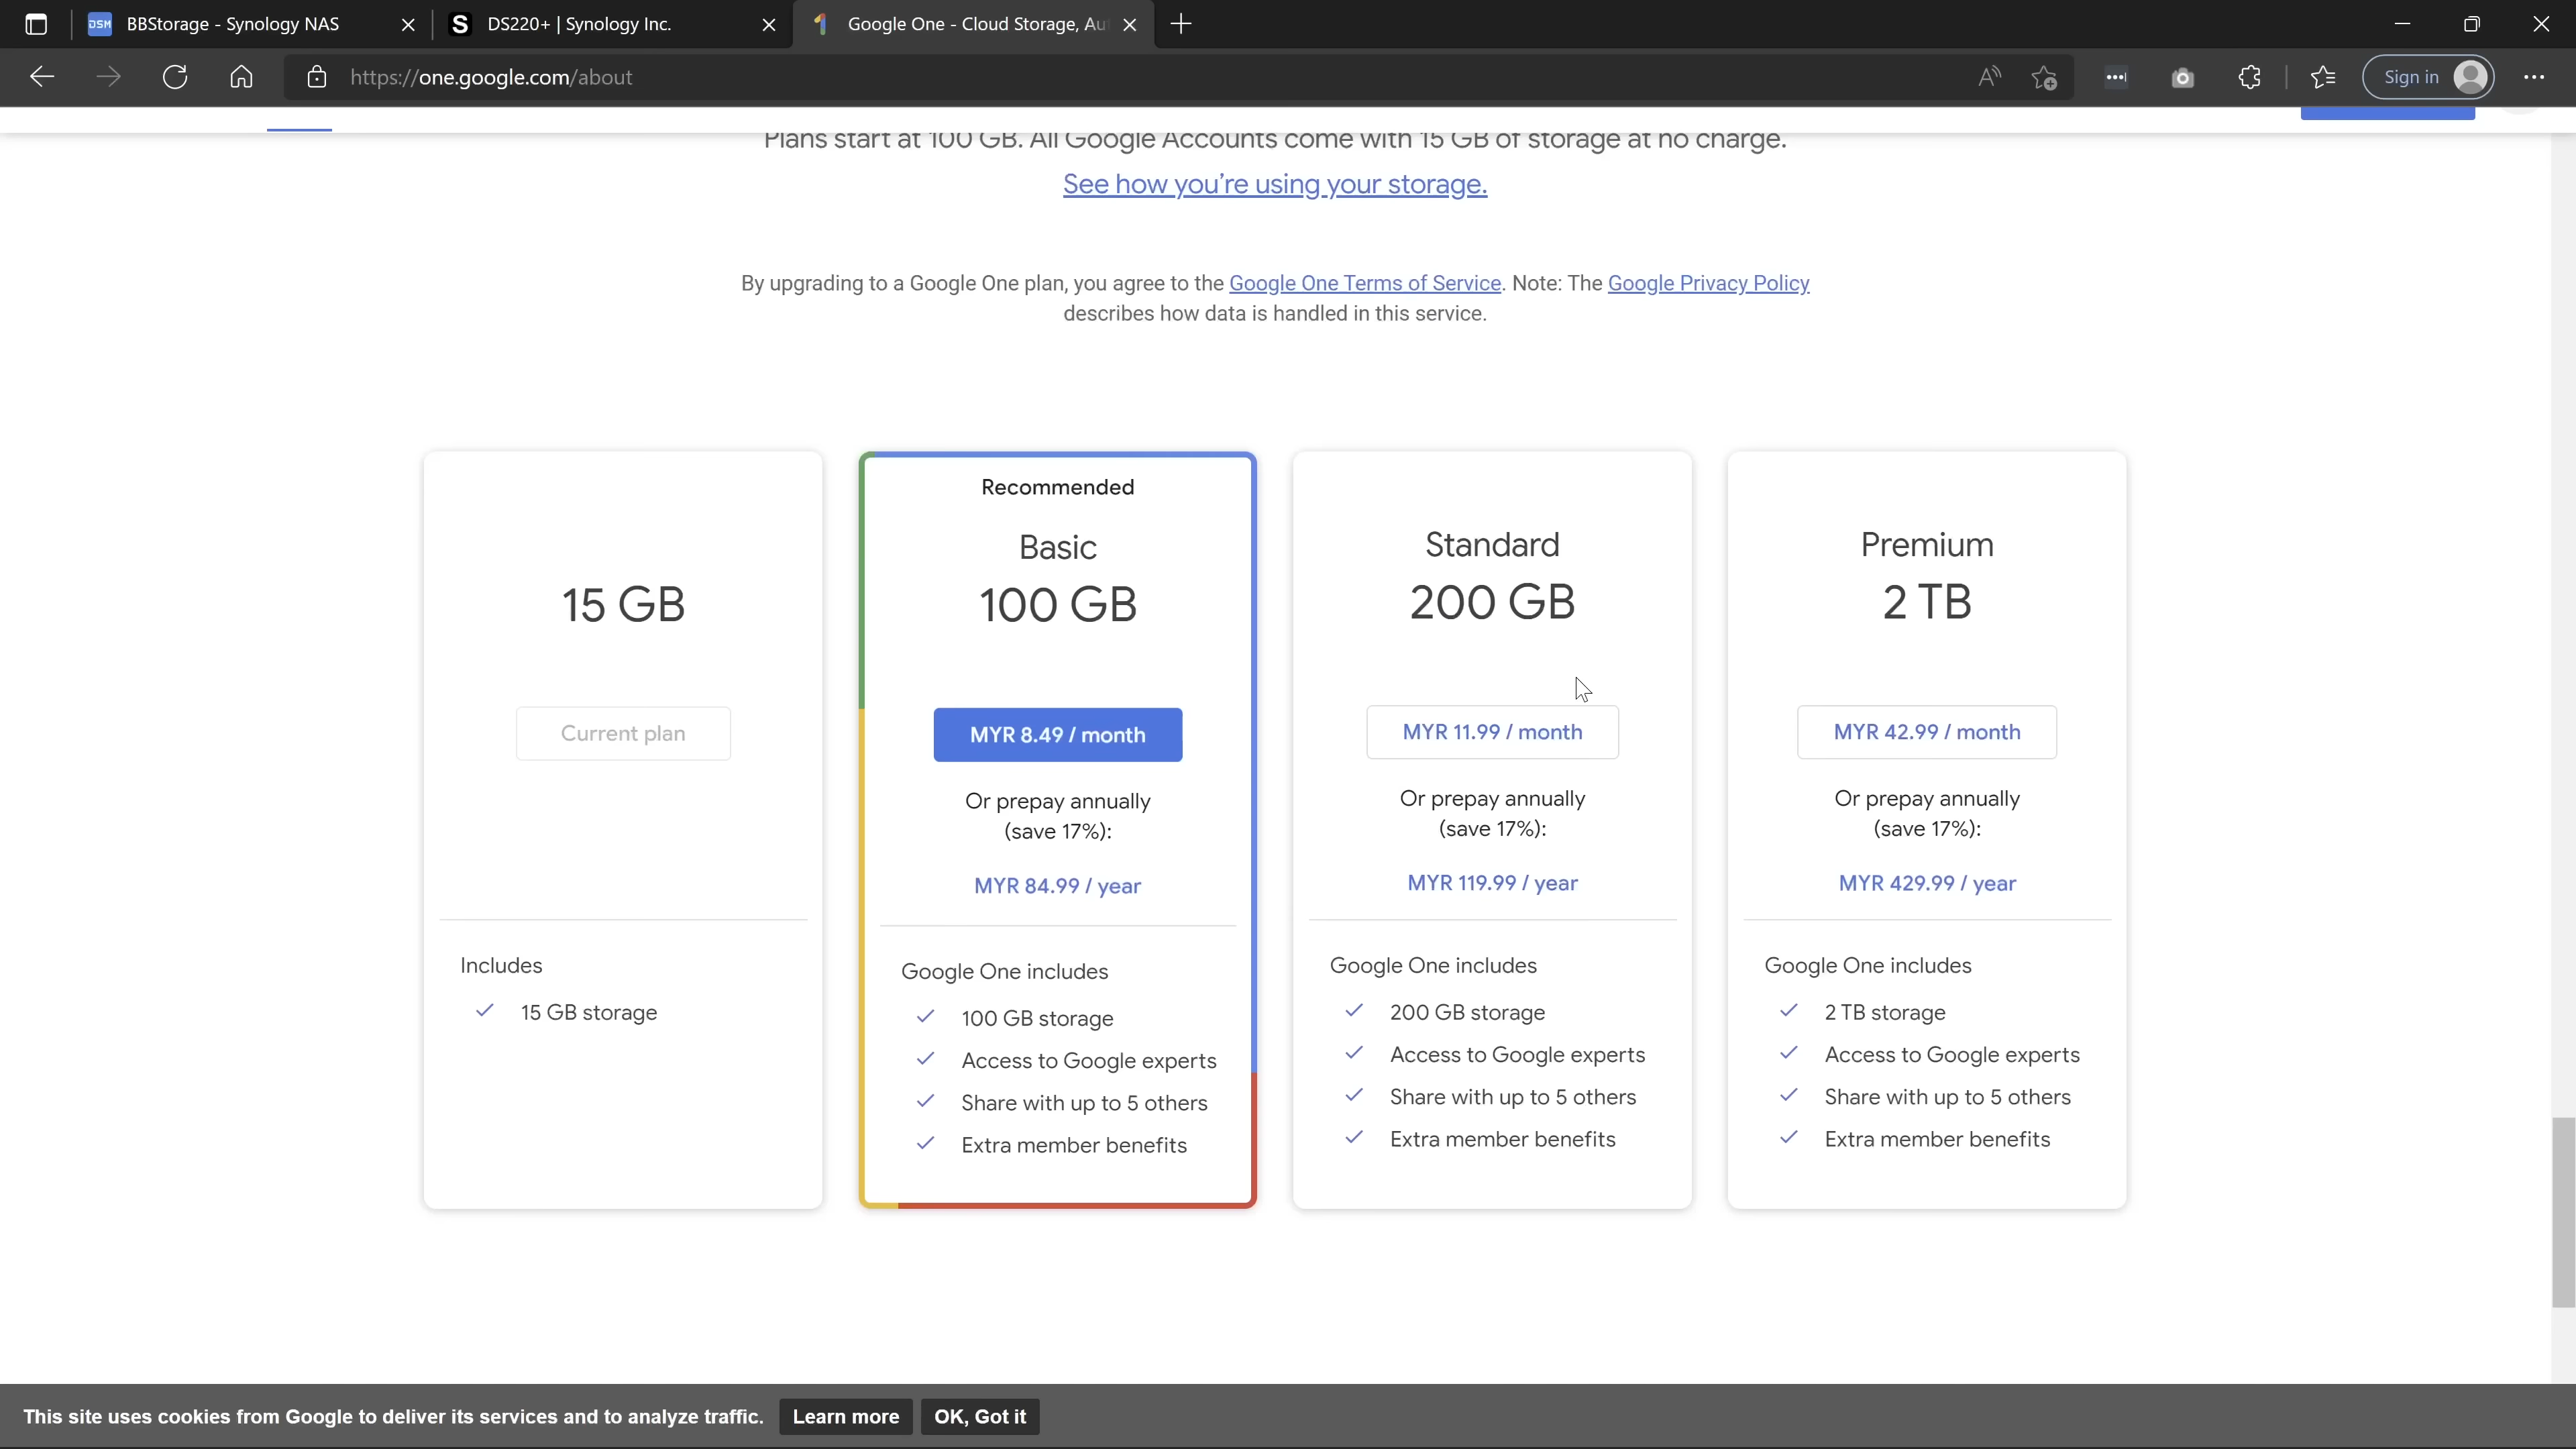 BBStorage - Synology NAS
DS220+ | Synology Inc.
Google One - Cloud Storage, Au
https://one.google.com/about
Sign in
Plans start at 100 GB. All Google Accounts come with 15 GB of storage at no charge.
See how you're using your storage.
By upgrading to a Google One plan, you agree to the Google One Terms of Service. Note: The Google Privacy Policy
describes how data is handled in this service.
15 GB
Current plan
Includes
15 GB storage
Recommended
Basic
100 GB
MYR 8.49 / month
Or prepay annually
(save 17%):
MYR 84.99 / year
Google One includes
100 GB storage
Access to Google experts
Share with up to 5 others
Extra member benefits
Standard
200 GB
MYR 11.99 / month
Or prepay annually
(save 17%):
MYR 119.99 / year
Google One includes
200 GB storage
Access to Google experts
Share with up to 5 others
Extra member benefits
Premium
2 TB
MYR 42.99 / month
Or prepay annually
(save 17%):
MYR 429.99 / year
Google One includes
2 TB storage
Access to Google experts
Share with up to 5 others
Extra member benefits
This site uses cookies from Google to deliver its services and to analyze traffic.
Learn more
OK, Got it